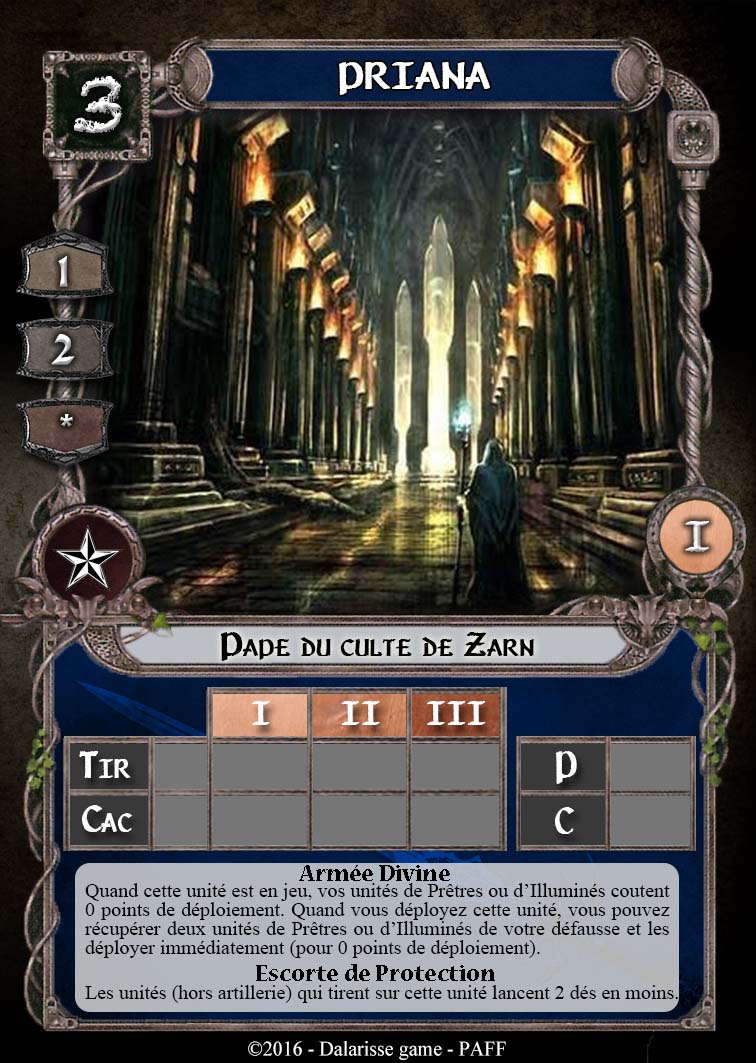 PRIANA
3
1
2
*
I
Pape du culte de Zarn
I II III
Tir
P
Cac
C
Armée Divine
Quand cette unité est en jeu, vos unités de Prêtres ou d’Illuminés coutent
0 points de déploiement. Quand vous déployez cette unité, vous pouvez
récupérer deux unités de Prêtres ou d’Illuminés de votre défausse et les
déployer immédiatement (pour 0 points de déploiement).
Escorte de Protection
Les unités (hors artillerie) qui tirent sur cette unité lancent 2 dés en moins.
©2016 - Dalarisse game - PAFF